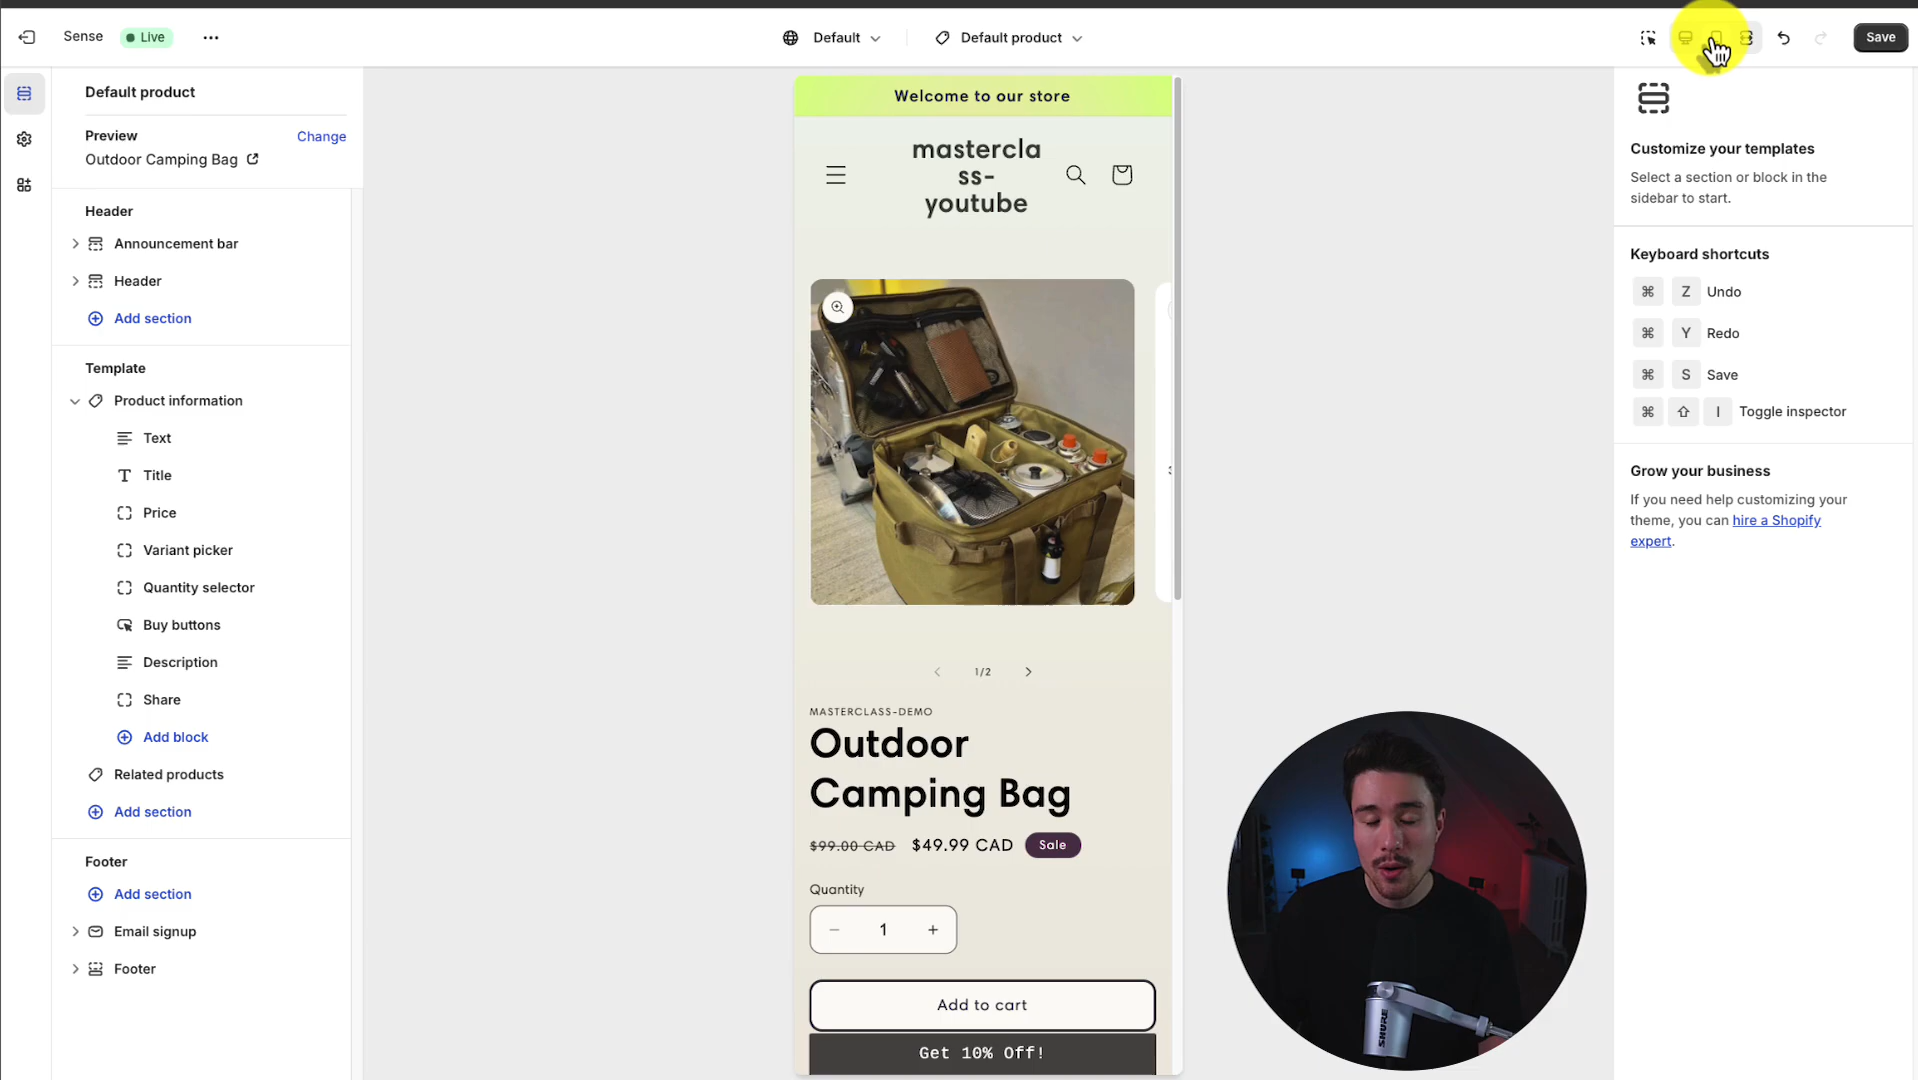 Sense
Live
Default
Default product
Save
Default product
Preview
Change
Outdoor Camping Bag
Header
Announcement bar
Header
Add section
Template
Product information
Text
Title
Price
Variant picker
Quantity selector
Buy buttons
Description
Share
Add block
Related products
Add section
Footer
Add section
Email signup
Footer
Welcome to our store
mastercla
ss-
youtube
1/2
MASTERCLASS-DEMO
Outdoor
Camping Bag
$99.00 CAD $49.99 CAD Sale
Quantity
− 1 +
Add to cart
Get 10% Off!
SHURE
Customize your templates
Select a section or block in the
sidebar to start.
Keyboard shortcuts
⌘ Z Undo
⌘ Y Redo
⌘ S Save
⌘ ⇧ I Toggle inspector
Grow your business
If you need help customizing your
theme, you can hire a Shopify
expert.